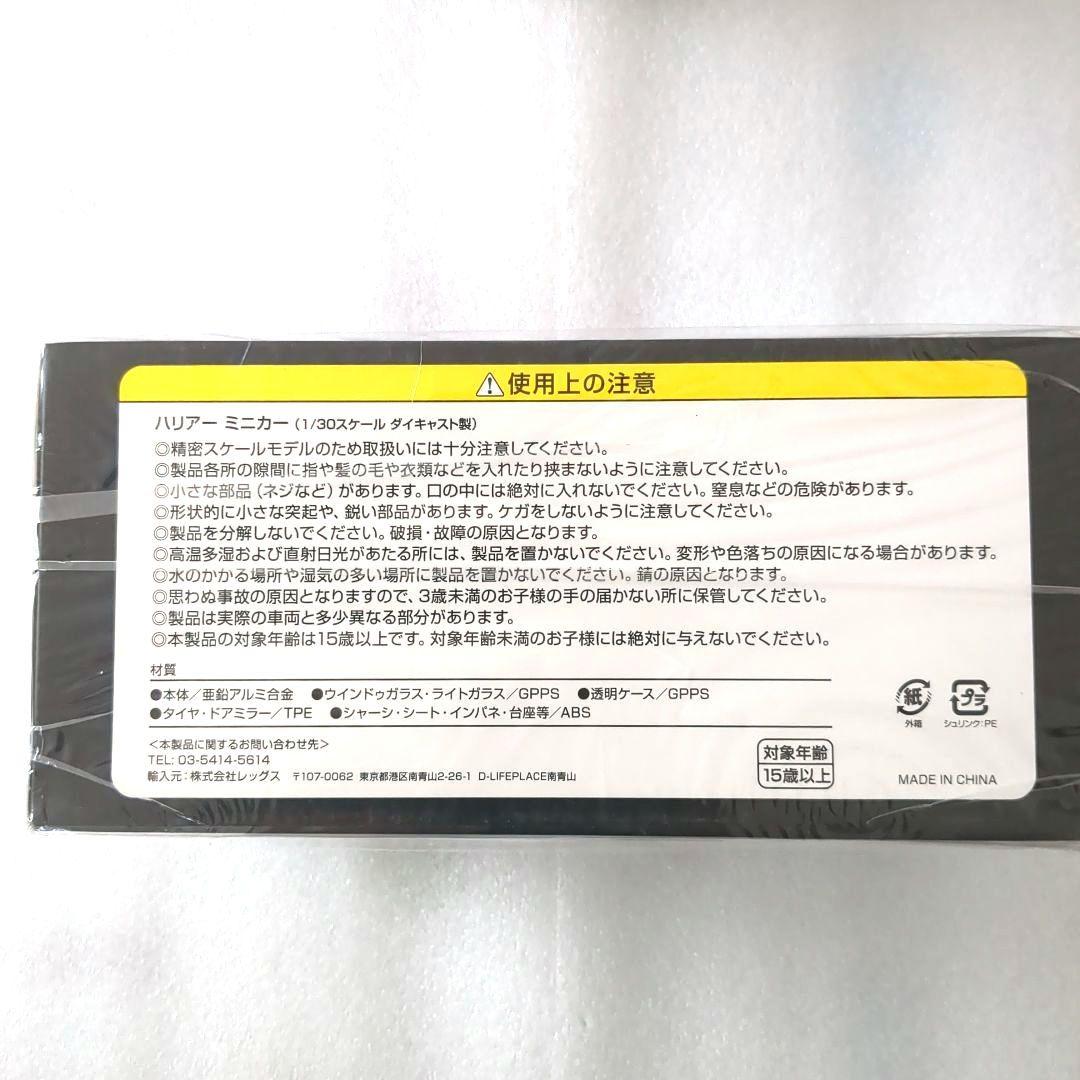 ⚠使用上の注意
ハリアー ミニカー（1/30スケール ダイキャスト製）
◎精密スケールモデルのため取扱いには十分注意してください。
◎製品各所の隙間に指や髪の毛や衣類などを入れたり挟まないように注意してください。
◎小さな部品（ネジなど）があります。口の中には絶対に入れないでください。窒息などの危険があります。
◎形状的に小さな突起や、鋭い部品があります。ケガをしないように注意してください。
◎製品を分解しないでください。破損・故障の原因となります。
◎高温多湿および直射日光があたる所には、製品を置かないでください。変形や色落ちの原因になる場合があります。
◎水のかかる場所や湿気の多い場所に製品を置かないでください。錆の原因となります。
◎思わぬ事故の原因となりますので、3歳未満のお子様の手の届かない所に保管してください。
◎製品は実際の車両と多少異なる部分があります。
◎本製品の対象年齢は15歳以上です。対象年齢未満のお子様には絶対に与えないでください。
材質
●本体／亜鉛アルミ合金 ●ウインドゥガラス・ライトガラス／GPPS ●透明ケース／GPPS
●タイヤ・ドアミラー／TPE ●シャーシ・シート・インパネ・台座等／ABS
紙
外箱
プラ
シュリンク：PE
＜本製品に関するお問い合わせ先＞
TEL: 03-5414-5614
輸入元：株式会社レッグス 〒107-0062 東京都港区南青山2-26-1 D-LIFEPLACE南青山
対象年齢
15歳以上
MADE IN CHINA